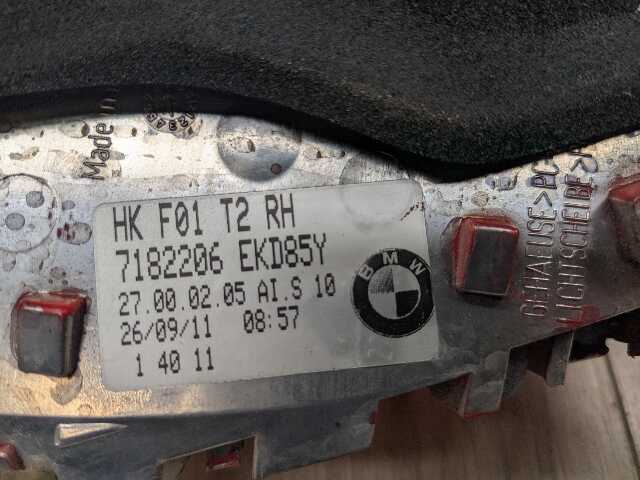 Made
HK F01 T2 RH
7182206 EKD85Y
27.00.02.05 AI.S 10
26/09/11 08:57
1 40 11
BMW
GEHAEUSE>PC
LICHTSCHEIBE>